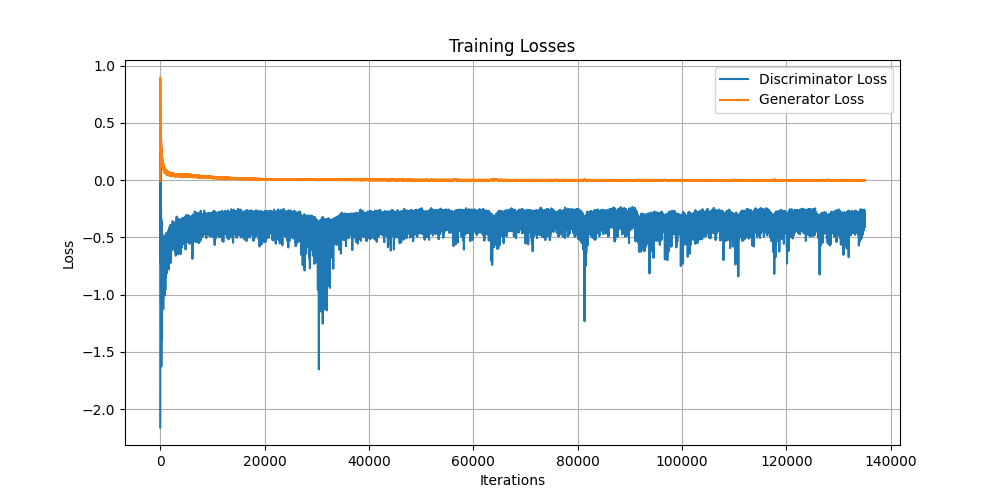 Training Losses
1.0
0.5
0.0
−0.5
−1.0
−1.5
−2.0
Loss
Discriminator Loss
Generator Loss
0 20000 40000 60000 80000 100000 120000 140000
Iterations